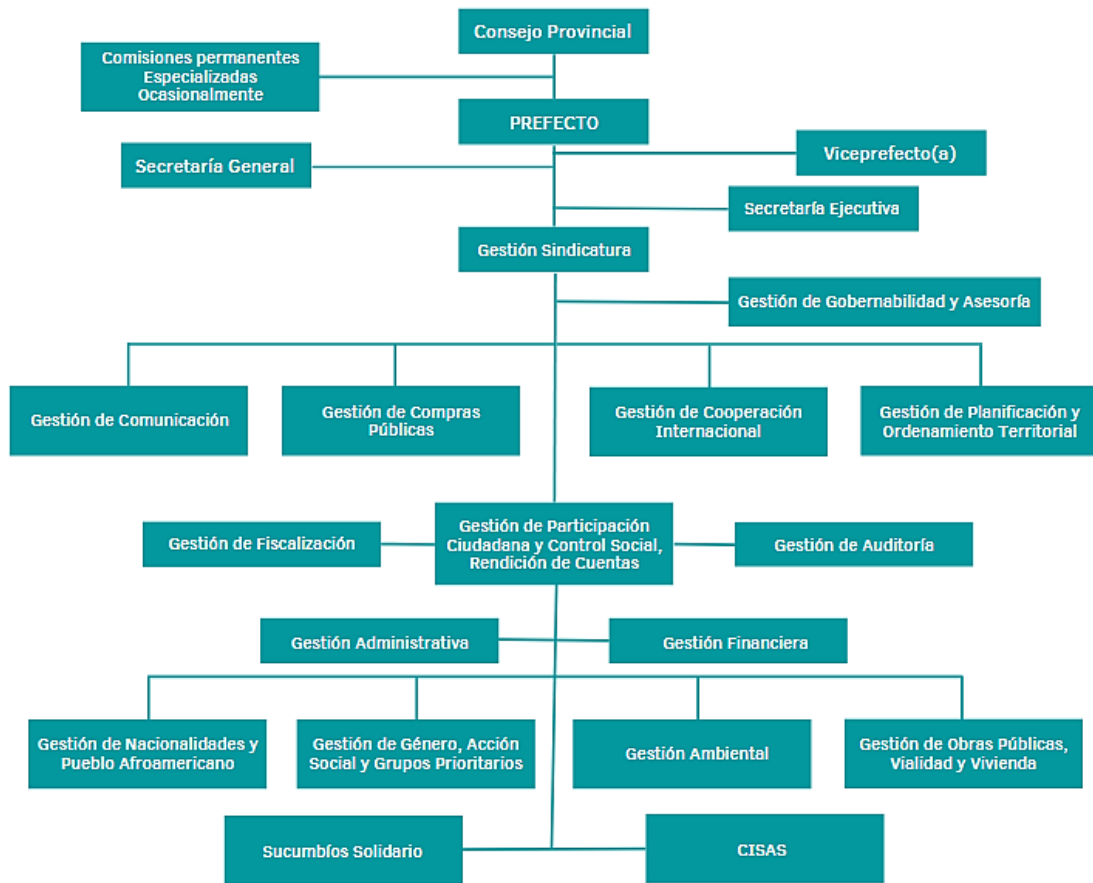 Consejo Provincial
Comisiones permanentes
Especializadas
Ocasionalmente
PREFECTO
Viceprefecto(a)
Secretaría General
Secretaría Ejecutiva
Gestión Sindicatura
Gestión de Gobernabilidad y Asesoría
Gestión de Comunicación
Gestión de Compras
Públicas
Gestión de Cooperación
Internacional
Gestión de Planificación y
Ordenamiento Territorial
Gestión de Fiscalización
Gestión de Participación
Ciudadana y Control Social,
Rendición de Cuentas
Gestión de Auditoría
Gestión Administrativa
Gestión Financiera
Gestión de Nacionalidades y
Pueblo Afroamericano
Gestión de Género, Acción
Social y Grupos Prioritarios
Gestión Ambiental
Gestión de Obras Públicas,
Vialidad y Vivienda
Sucumbíos Solidario
CISAS